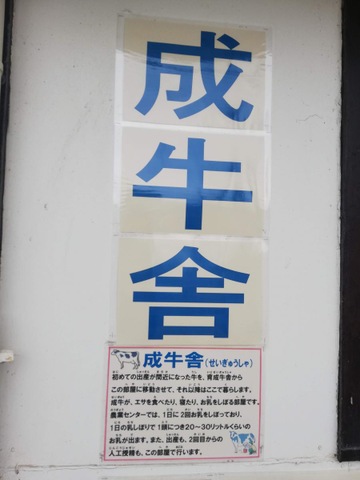 成
牛
舎
成牛舎(せいぎゅうしゃ)
初めての出産が間近になった牛を、育成牛舎から
この部屋に移動させて、それ以降はここで暮らします。
成牛が、エサを食べたり、寝たり、お乳をしぼる部屋です。
農業センターでは、1日に2回お乳をしぼっており、
1日の乳しぼりで1頭につき20~30リットルくらいの
お乳が出ます。また、出産も、2回目からの
人工授精も、この部屋で行います。